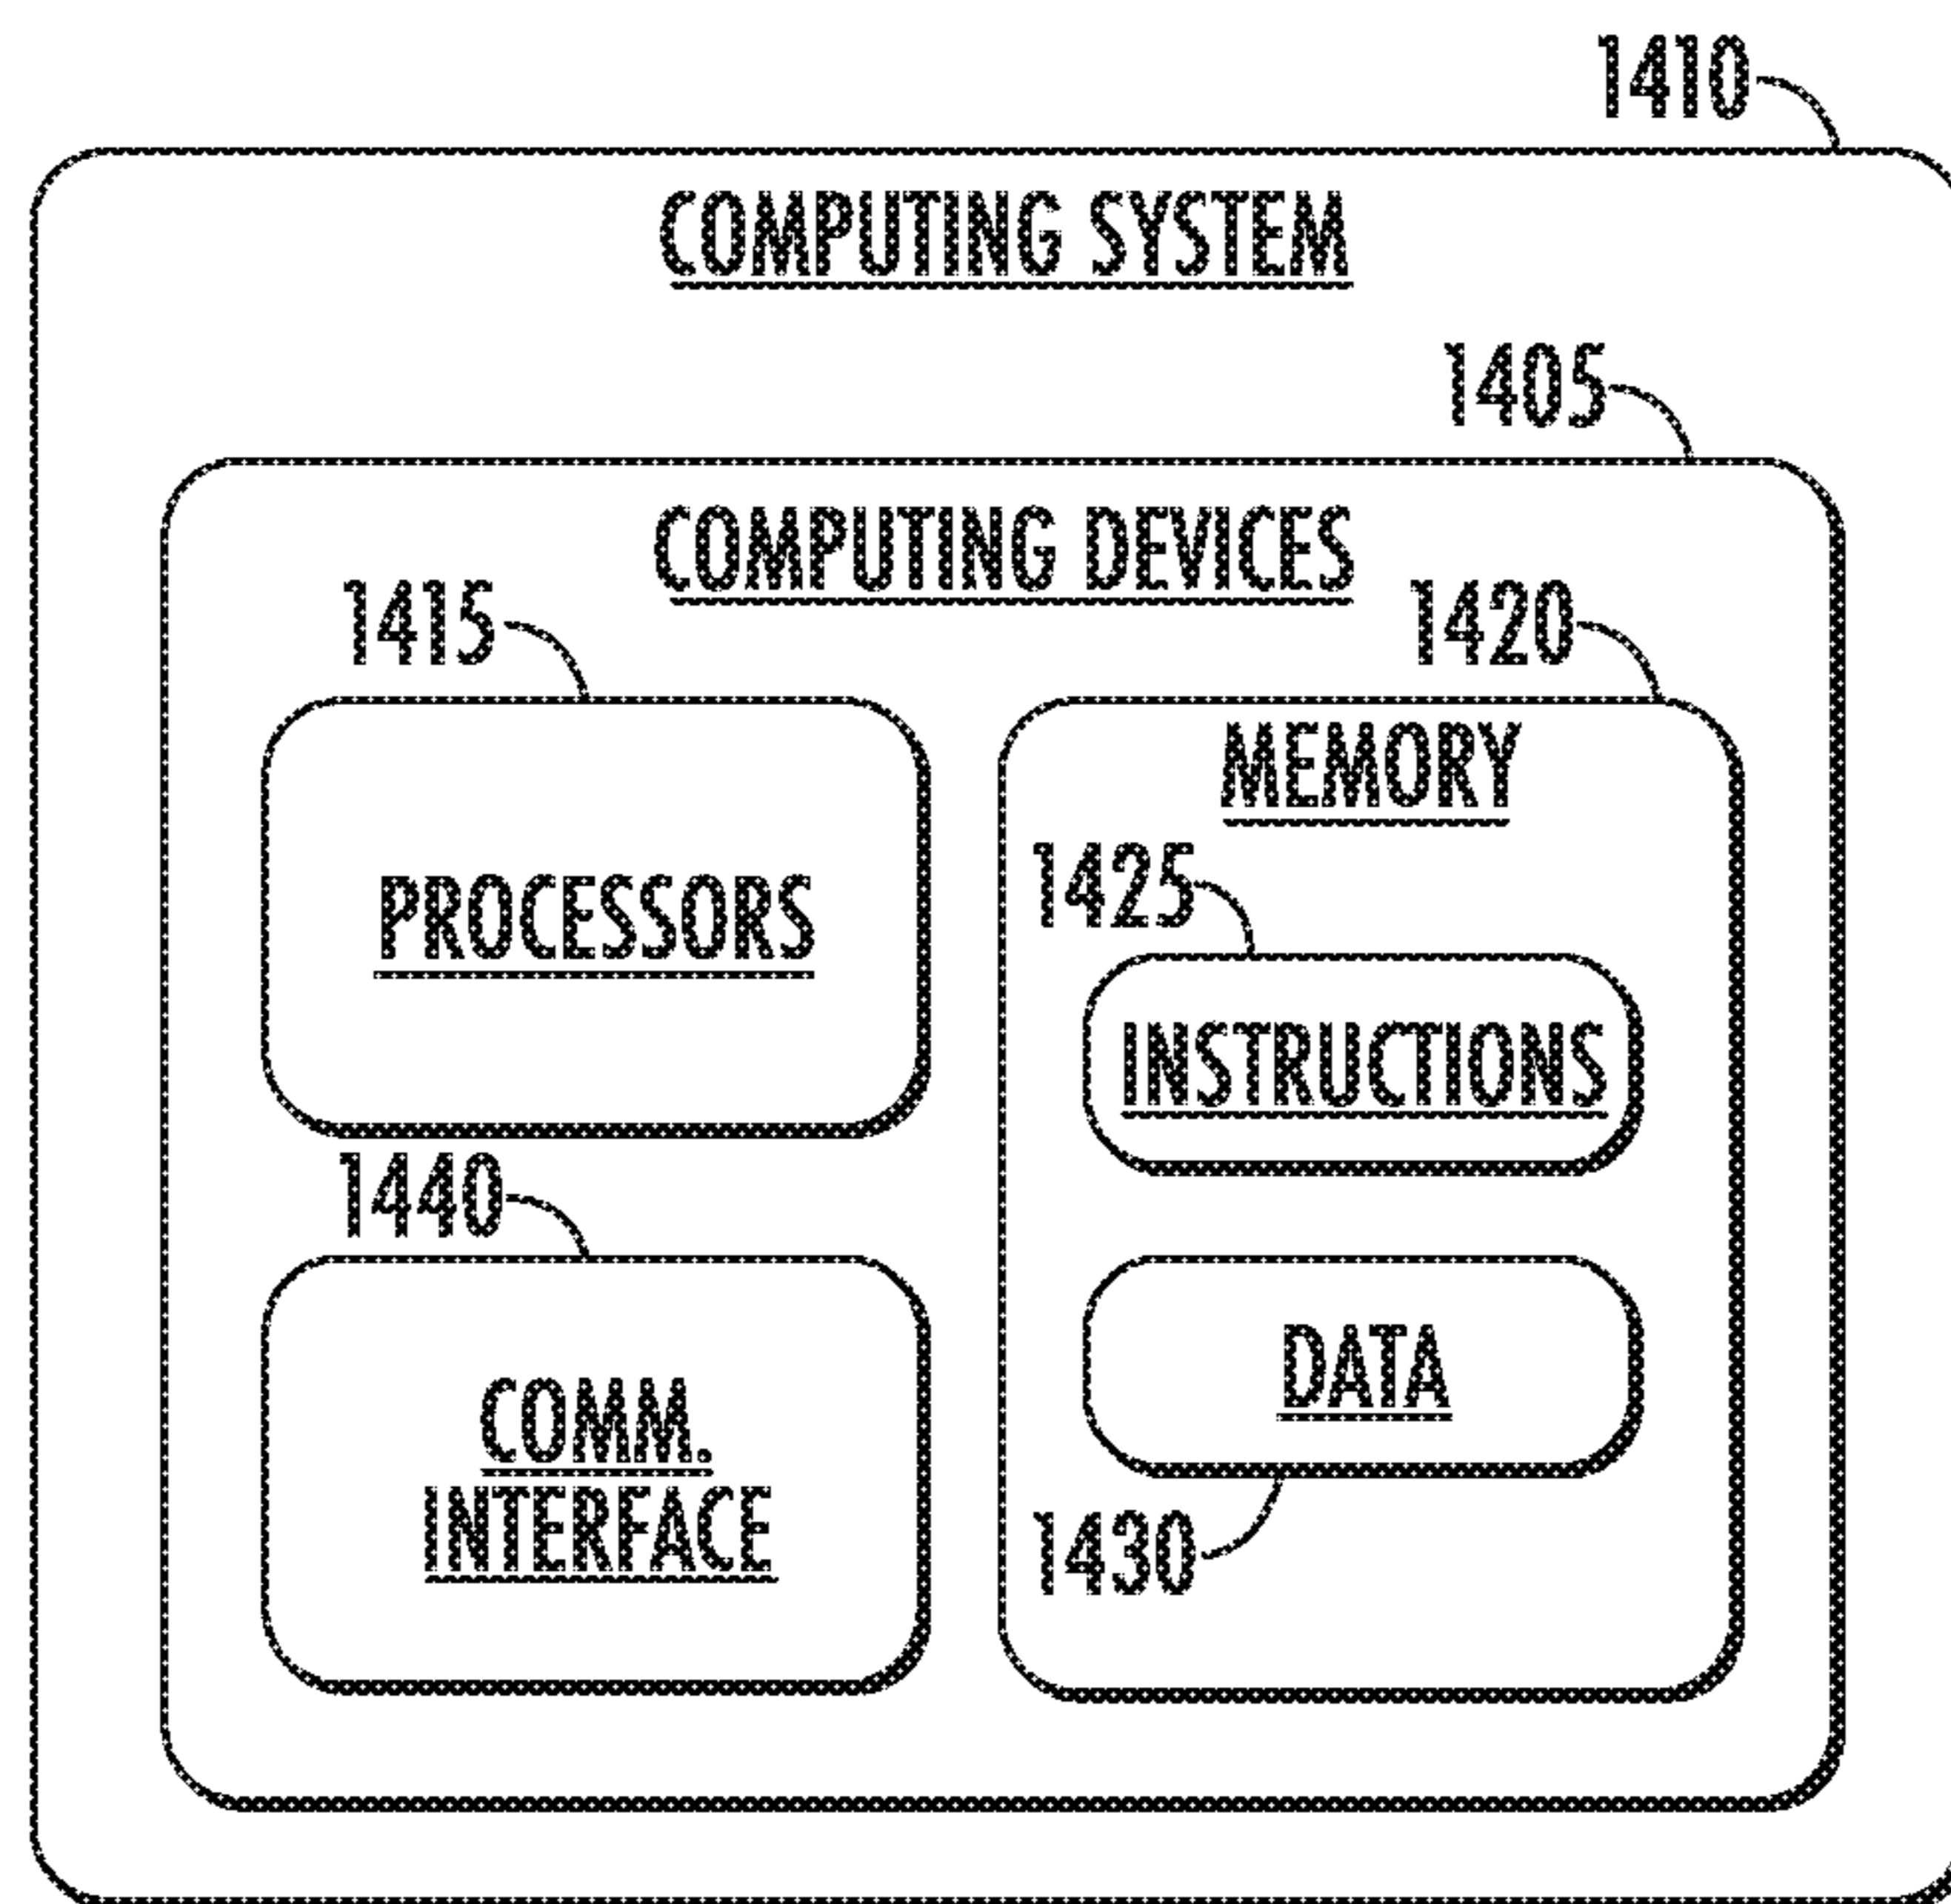 1410
COMPUTING SYSTEM
1405
COMPUTING DEVICES
1415
1420
PROCESSORS
MEMORY
1425
INSTRUCTIONS
1440
COMM.
INTERFACE
DATA
1430